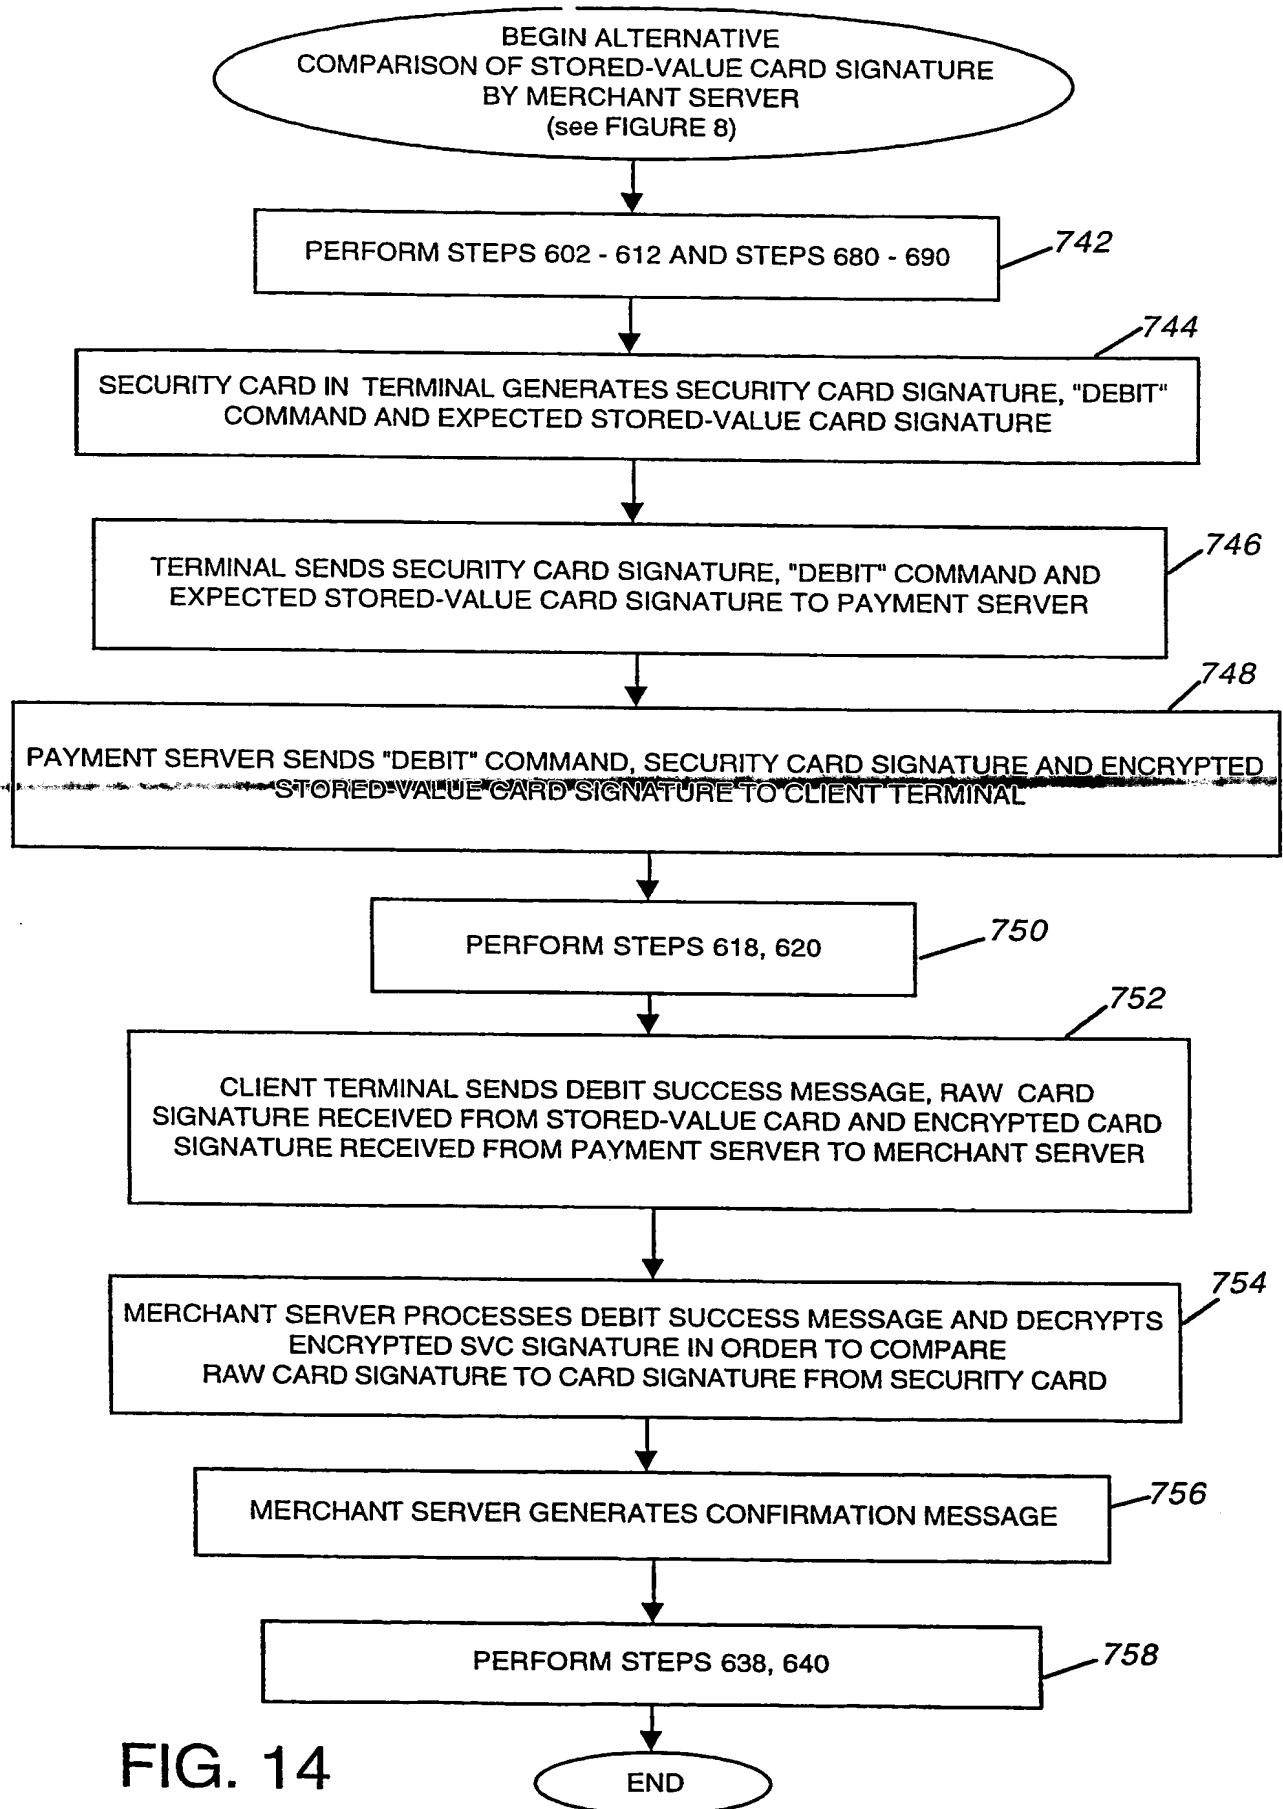 BEGIN ALTERNATIVE
COMPARISON OF STORED-VALUE CARD SIGNATURE
BY MERCHANT SERVER
(see FIGURE 8)
PERFORM STEPS 602 - 612 AND STEPS 680 - 690
742
744
SECURITY CARD IN TERMINAL GENERATES SECURITY CARD SIGNATURE, "DEBIT"
COMMAND AND EXPECTED STORED-VALUE CARD SIGNATURE
746
TERMINAL SENDS SECURITY CARD SIGNATURE, "DEBIT" COMMAND AND
EXPECTED STORED-VALUE CARD SIGNATURE TO PAYMENT SERVER
748
PAYMENT SERVER SENDS "DEBIT" COMMAND, SECURITY CARD SIGNATURE AND ENCRYPTED
STORED-VALUE CARD SIGNATURE TO CLIENT TERMINAL
PERFORM STEPS 618, 620
750
752
CLIENT TERMINAL SENDS DEBIT SUCCESS MESSAGE, RAW CARD
SIGNATURE RECEIVED FROM STORED-VALUE CARD AND ENCRYPTED CARD
SIGNATURE RECEIVED FROM PAYMENT SERVER TO MERCHANT SERVER
754
MERCHANT SERVER PROCESSES DEBIT SUCCESS MESSAGE AND DECRYPTS
ENCRYPTED SVC SIGNATURE IN ORDER TO COMPARE
RAW CARD SIGNATURE TO CARD SIGNATURE FROM SECURITY CARD
MERCHANT SERVER GENERATES CONFIRMATION MESSAGE
756
PERFORM STEPS 638, 640
758
FIG. 14
END